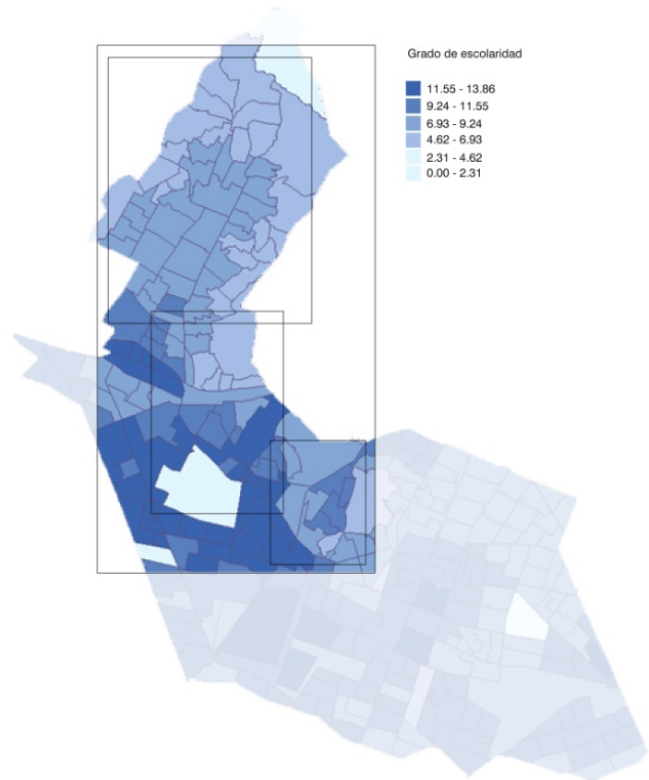 Grado de escolaridad
11.55 - 13.86
9.24 - 11.55
6.93 - 9.24
4.62 - 6.93
2.31 - 4.62
0.00 - 2.31